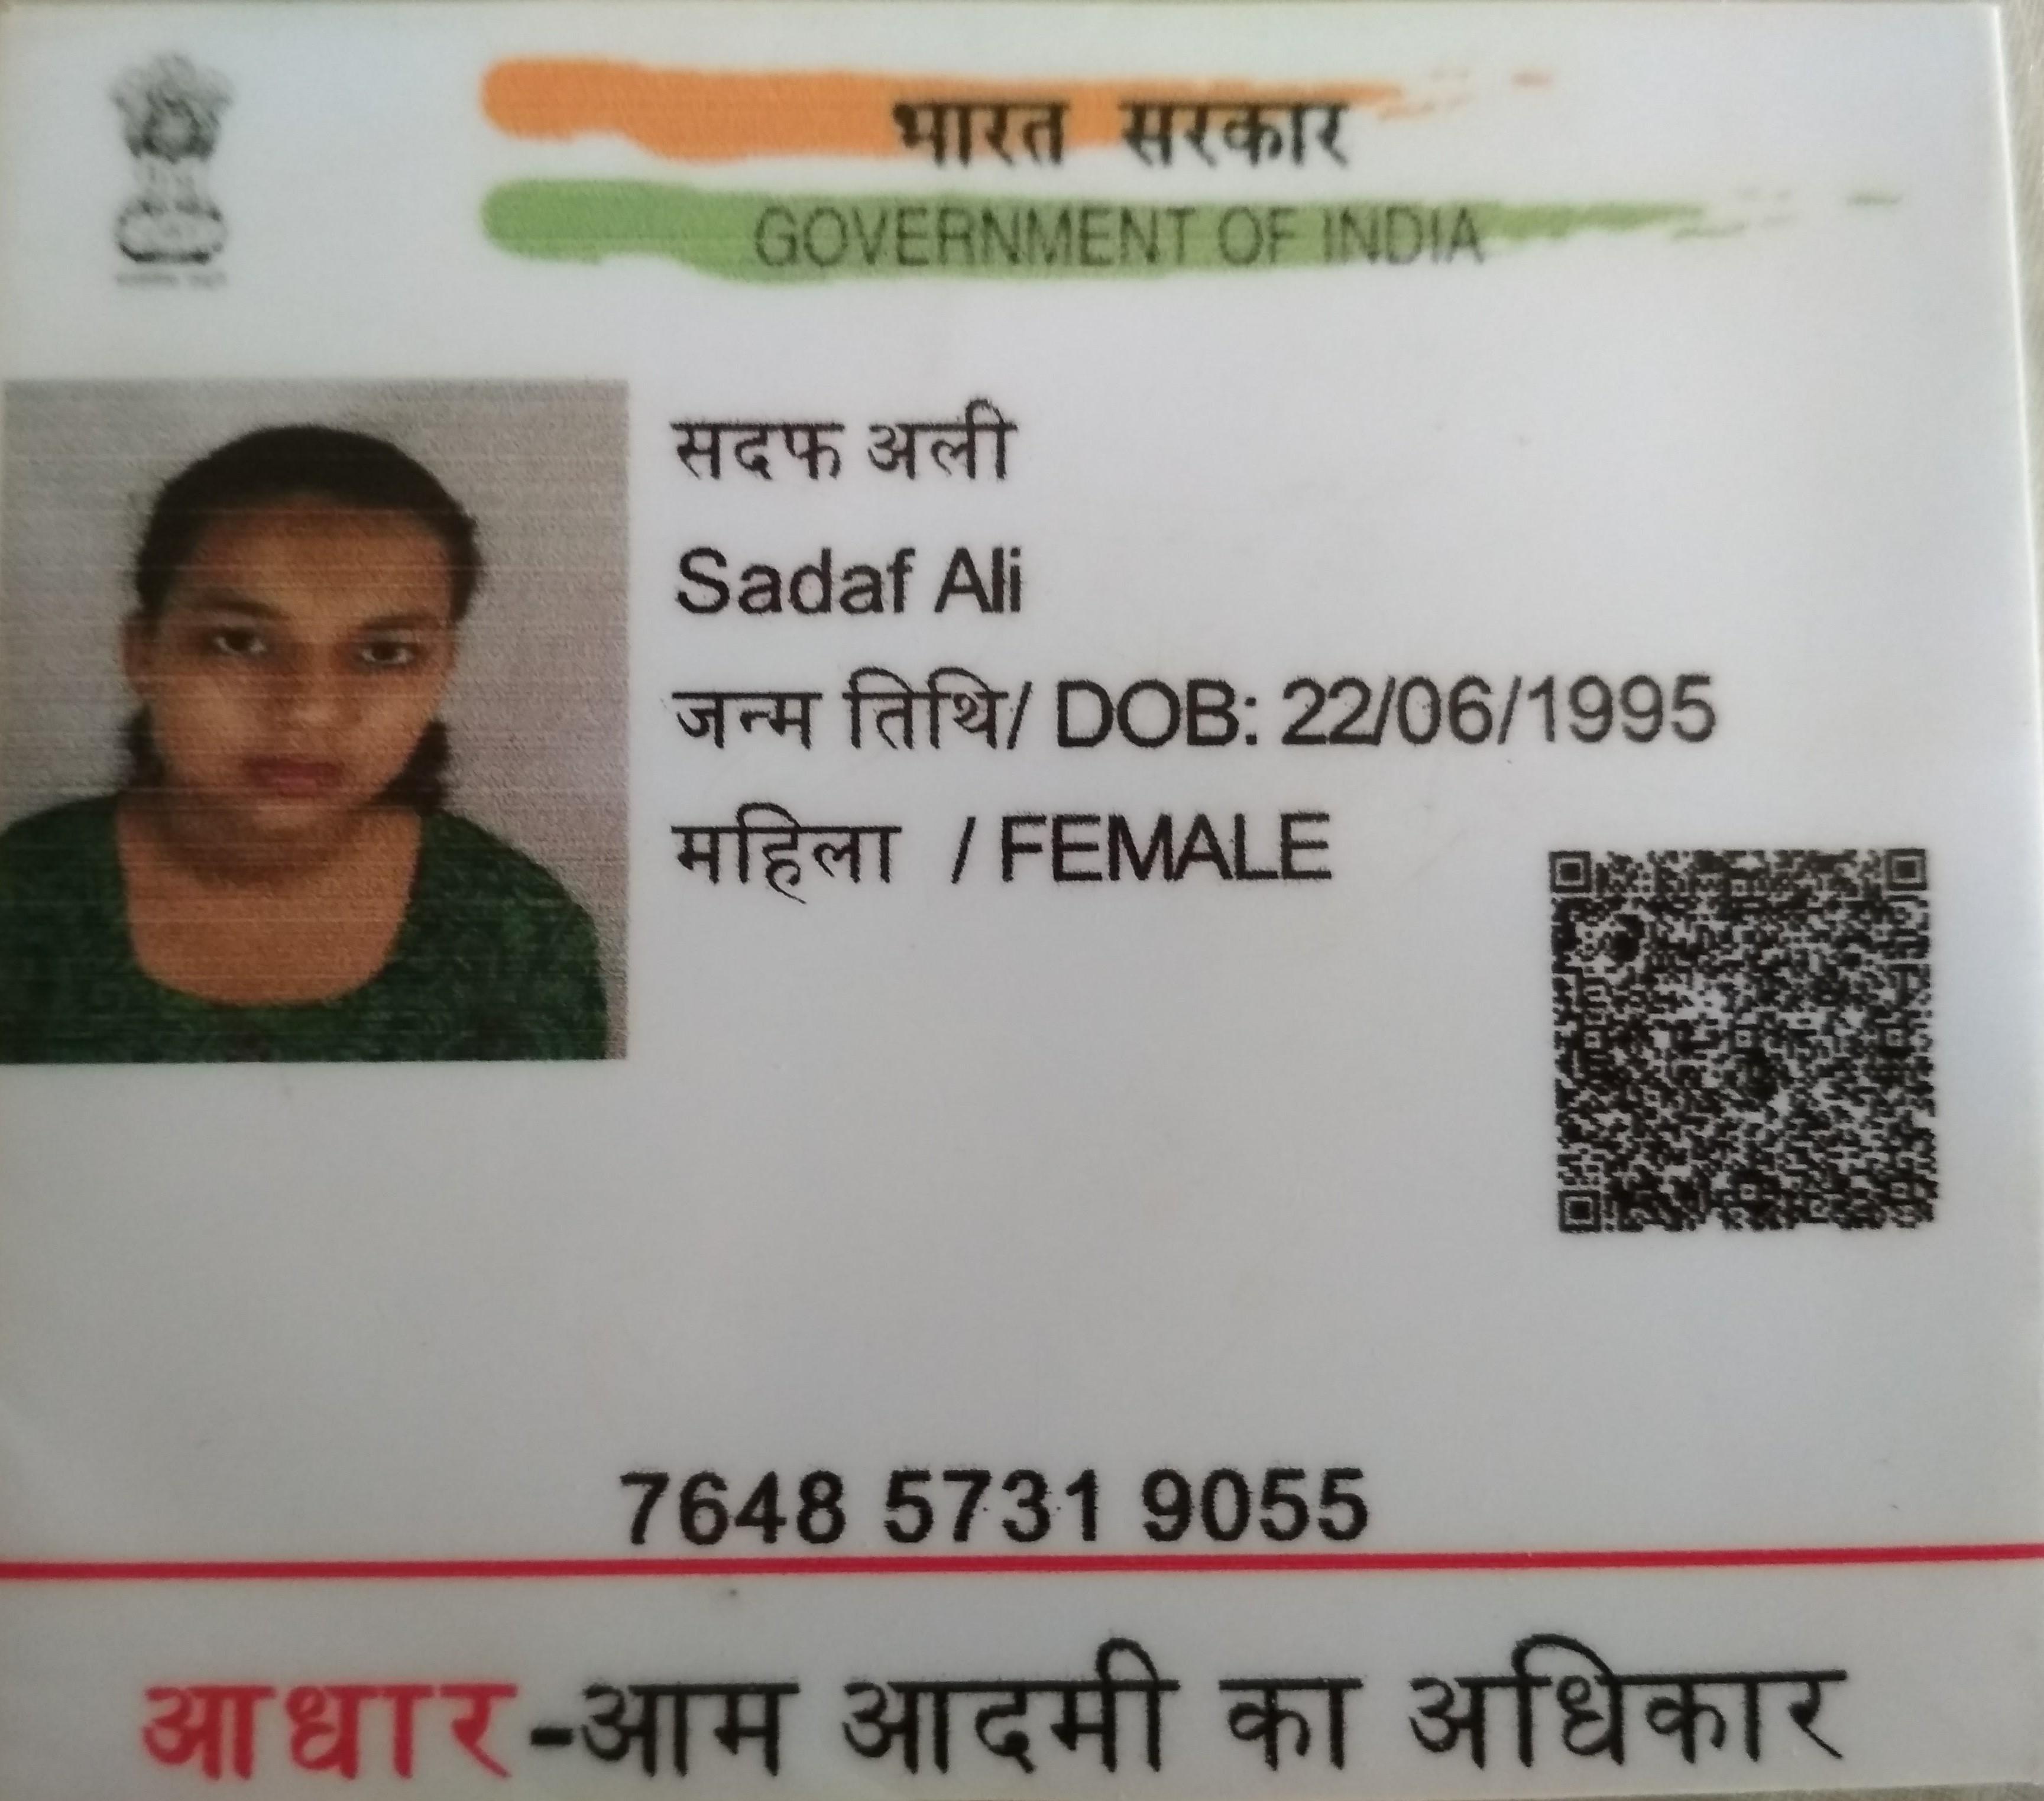 भारत सरकार
GOVERNMENT OF INDIA
सदफ अली
Sadaf Ali
जन्म तिथि/ DOB: 22/06/1995
महिला / FEMALE
7648 5731 9055
आधार-आम आदमी का अधिकार